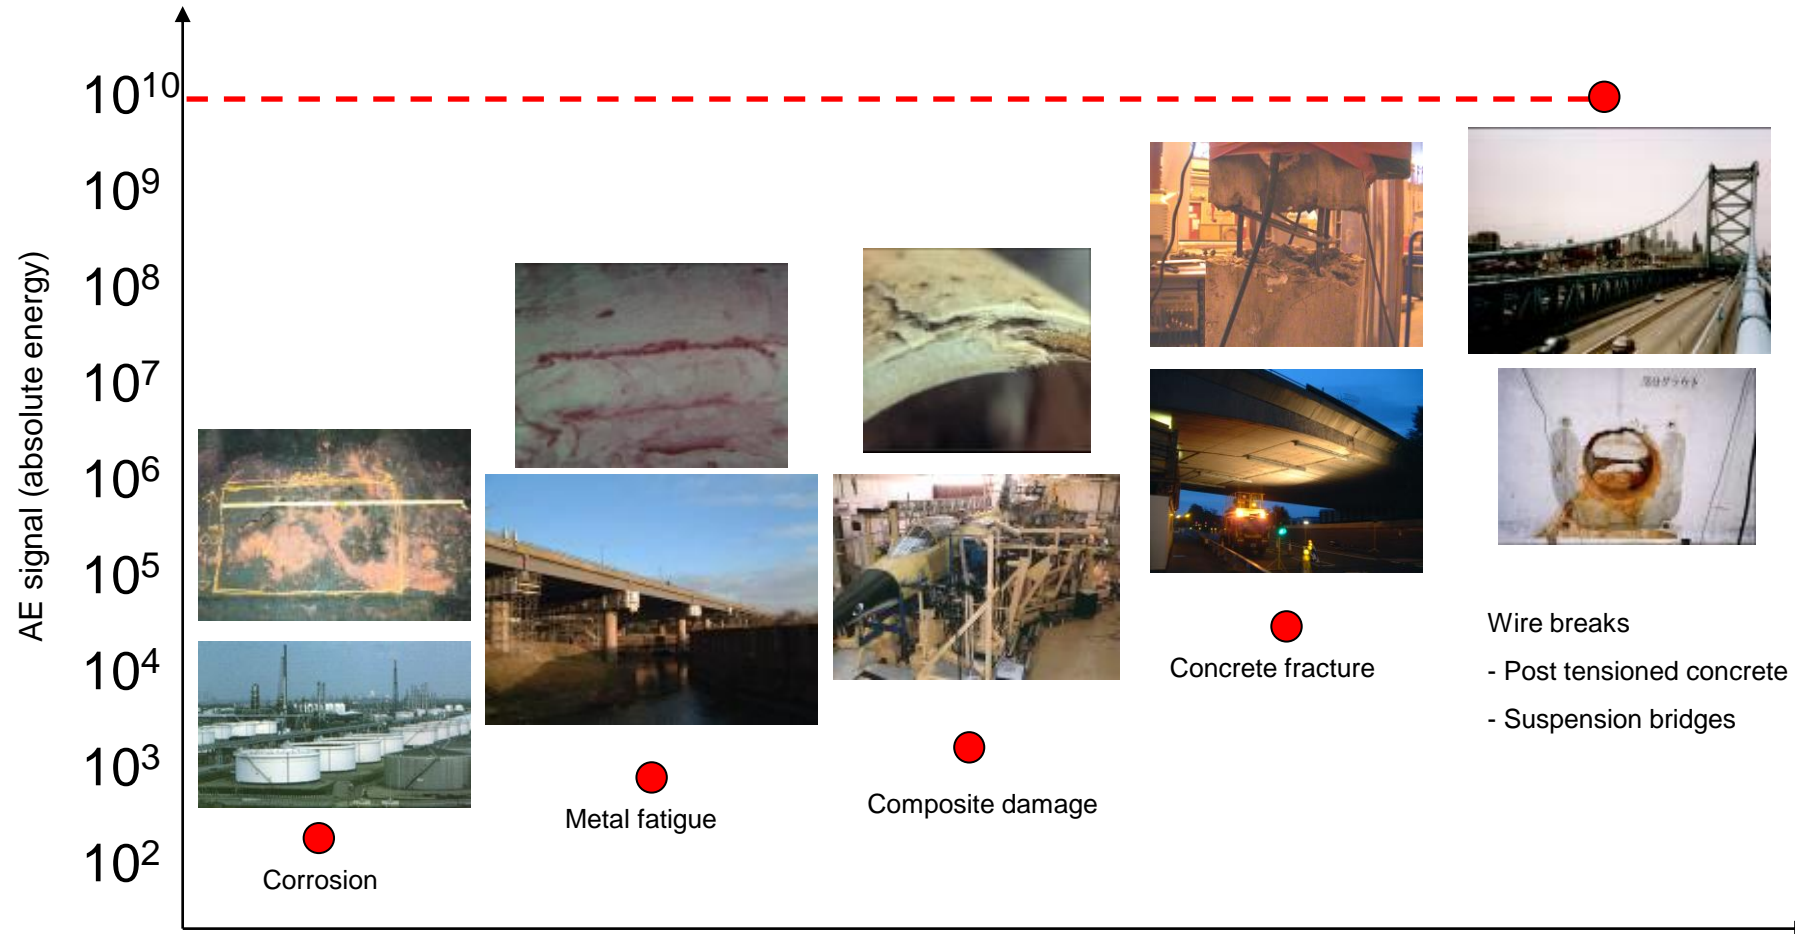 10¹⁰
10⁹
10⁸
10⁷
10⁶
10⁵
10⁴
10³
10²
AE signal (absolute energy)
Corrosion
Metal fatigue
Composite damage
Concrete fracture
Wire breaks
- Post tensioned concrete
- Suspension bridges